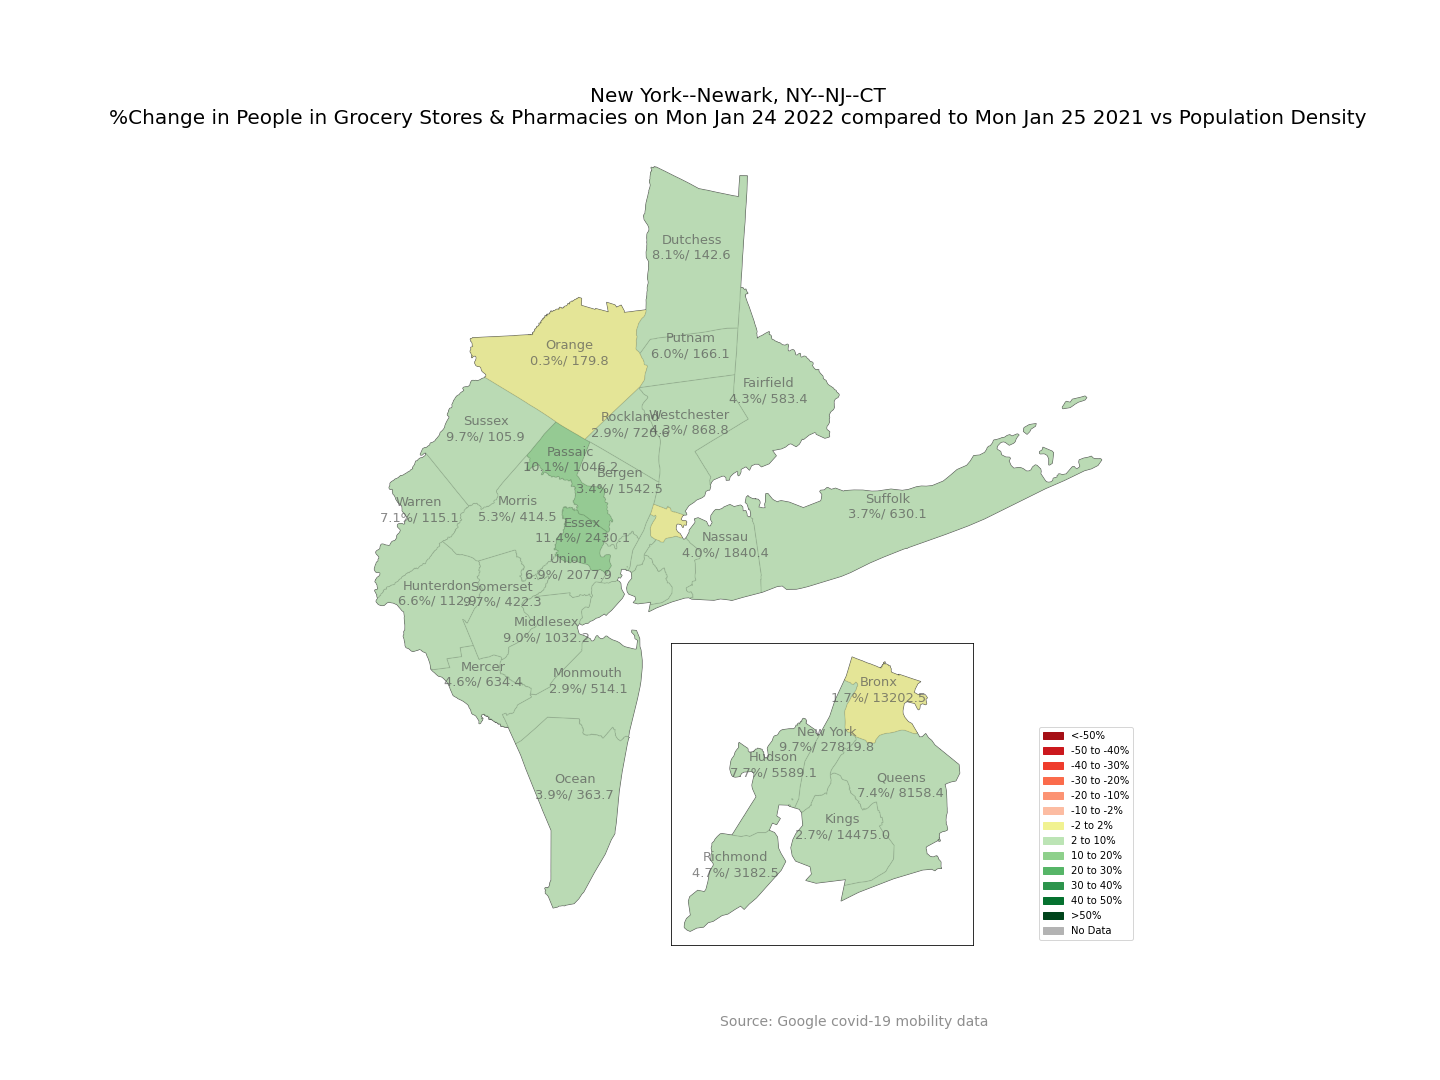 New York--Newark, NY--NJ--CT
%Change in People in Grocery Stores & Pharmacies on Mon Jan 24 2022 compared to Mon Jan 25 2021 vs Population Density
Dutchess
8.1%/ 142.6
Orange
0.3%/ 179.8
Putnam
6.0%/ 166.1
Fairfield
4.3%/ 583.4
Sussex
9.7%/ 105.9
Rockland
2.9%/ 720.6
Westchester
4.3%/ 868.8
Passaic
10.1%/ 1046.2
Bergen
3.4%/ 1542.5
Warren
7.1%/ 115.1
Morris
5.3%/ 414.5
Essex
11.4%/ 2430.1
Suffolk
3.7%/ 630.1
Nassau
4.0%/ 1840.4
Union
6.9%/ 2077.9
Hunterdon
6.6%/ 112.9
Somerset
9.7%/ 422.3
Middlesex
9.0%/ 1032.2
Mercer
4.6%/ 634.4
Monmouth
2.9%/ 514.1
Ocean
3.9%/ 363.7
Bronx
1.7%/ 13202.5
New York
9.7%/ 27819.8
Hudson
7.7%/ 5589.1
Queens
7.4%/ 8158.4
Kings
2.7%/ 14475.0
Richmond
4.7%/ 3182.5
<-50%
-50 to -40%
-40 to -30%
-30 to -20%
-20 to -10%
-10 to -2%
-2 to 2%
2 to 10%
10 to 20%
20 to 30%
30 to 40%
40 to 50%
>50%
No Data
Source: Google covid-19 mobility data